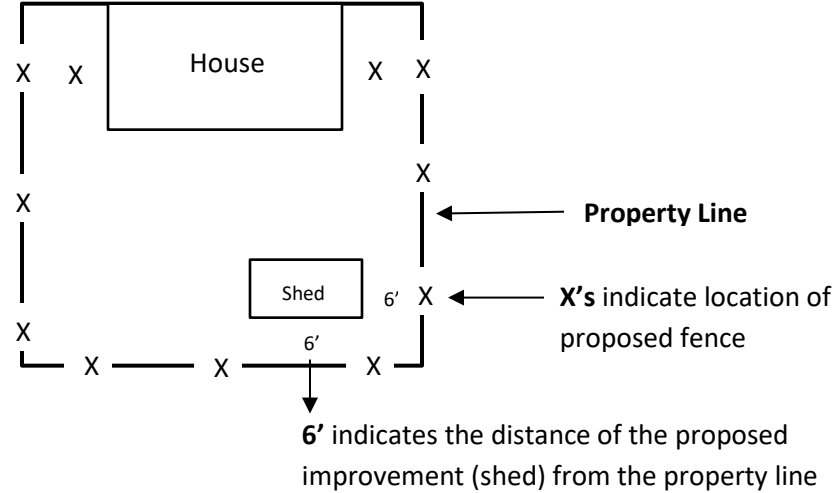 House
X X X X
X
X
Property Line
Shed
6’ X
X’s indicate location of
proposed fence
X
6’
X X X
6’ indicates the distance of the proposed
improvement (shed) from the property line